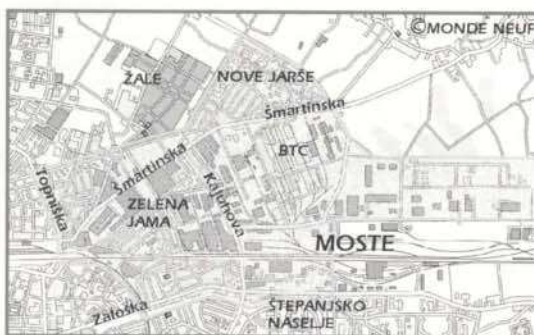 ©MONDE NEUF
ŽALE
NOVE JARŠE
Šmartinska
Šmartinska
BTC
Topniška
Kajuhova
ZELENA
JAMA
MOSTE
Zaloška
ŠTEPANJSKO
NASELJE